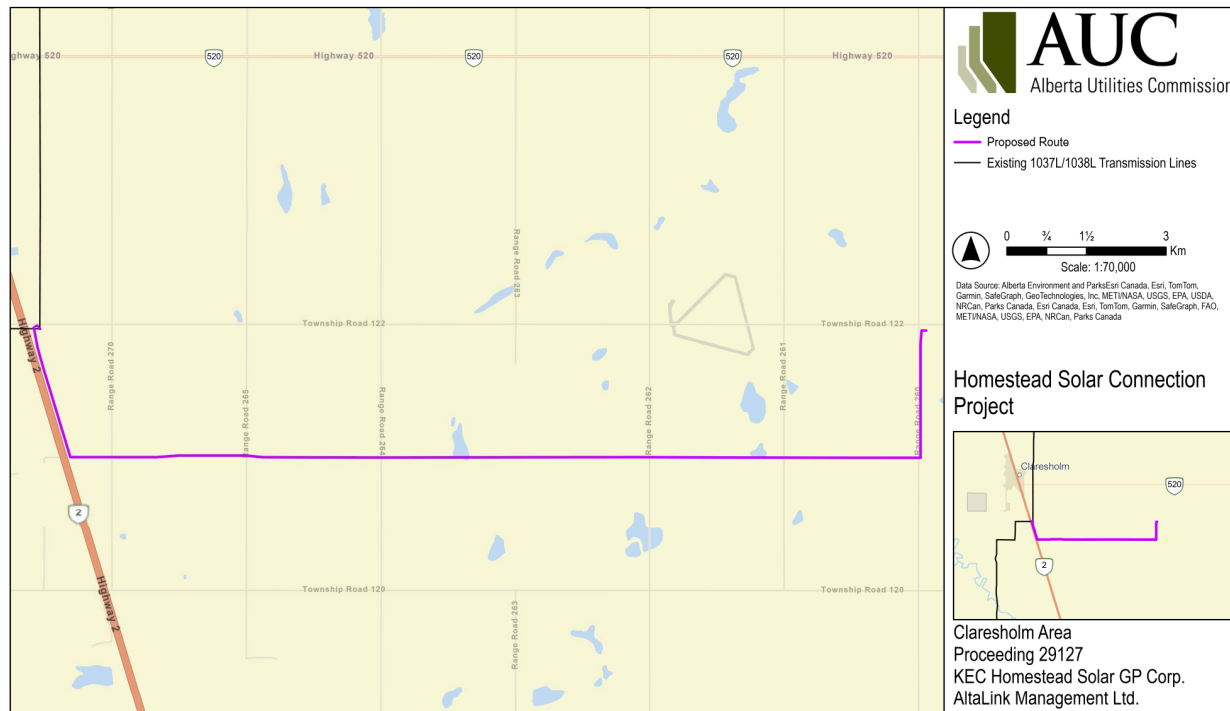 ghway 520
520
Highway 520
520
520
Highway 520
Range Road 263
Township Road 122
Township Road 122
Highway 2
Range Road 270
Range Road 265
Range Road 264
Range Road 262
Range Road 261
Range Road 260
2
Highway 2
Township Road 120
Township Road 120
Range Road 263
AUC
Alberta Utilities Commission
Legend
Proposed Route
Existing 1037L/1038L Transmission Lines
0 ¾ 1½ 3
Km
Scale: 1:70,000
Data Source: Alberta Environment and ParksEsri Canada, Esri, TomTom,
Garmin, SafeGraph, GeoTechnologies, Inc, METI/NASA, USGS, EPA, USDA,
NRCan, Parks Canada, Esri Canada, Esri, TomTom, Garmin, SafeGraph, FAO,
METI/NASA, USGS, EPA, NRCan, Parks Canada
Homestead Solar Connection
Project
Claresholm
520
2
Claresholm Area
Proceeding 29127
KEC Homestead Solar GP Corp.
AltaLink Management Ltd.